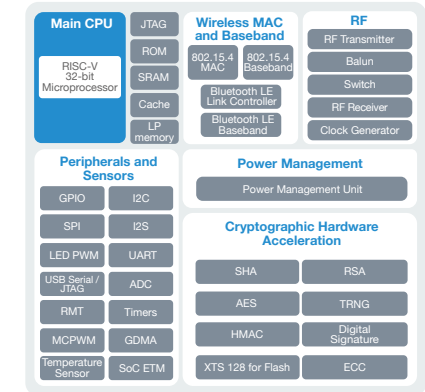 Main CPU
RISC-V
32-bit
Microprocessor
JTAG
ROM
SRAM
Cache
LP
memory
Wireless MAC
and Baseband
802.15.4
MAC
802.15.4
Baseband
Bluetooth LE
Link Controller
Bluetooth LE
Baseband
RF
RF Transmitter
Balun
Switch
RF Receiver
Clock Generator
Peripherals and
Sensors
GPIO
I2C
SPI
I2S
LED PWM
UART
USB Serial /
JTAG
ADC
RMT
Timers
MCPWM
GDMA
Temperature
Sensor
SoC ETM
Power Management
Power Management Unit
Cryptographic Hardware
Acceleration
SHA
RSA
AES
TRNG
HMAC
Digital
Signature
XTS 128 for Flash
ECC